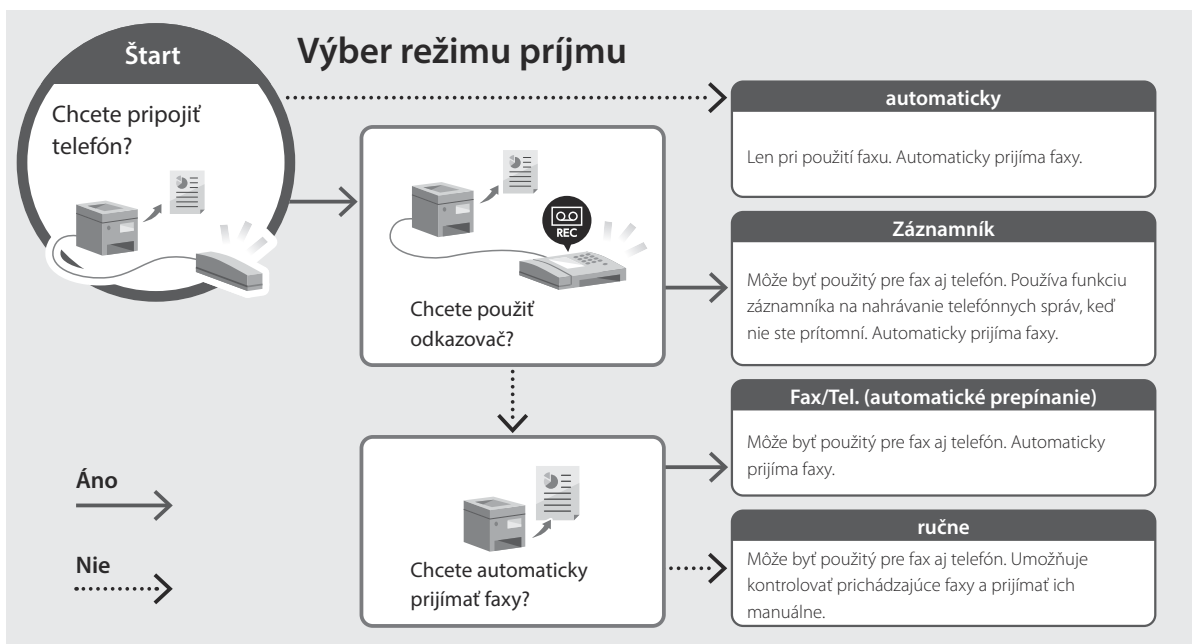 Štart
Výber režimu príjmu
Chcete pripojiť
telefón?
REC
Chcete použiť
odkazovač?
Chcete automaticky
prijímať faxy?
Áno
Nie
automaticky
Len pri použití faxu. Automaticky prijíma faxy.
Záznamník
Môže byť použitý pre fax aj telefón. Používa funkciu
záznamníka na nahrávanie telefónnych správ, keď
nie ste prítomní. Automaticky prijíma faxy.
Fax/Tel. (automatické prepínanie)
Môže byť použitý pre fax aj telefón. Automaticky
prijíma faxy.
ručne
Môže byť použitý pre fax aj telefón. Umožňuje
kontrolovať prichádzajúce faxy a prijímať ich
manuálne.